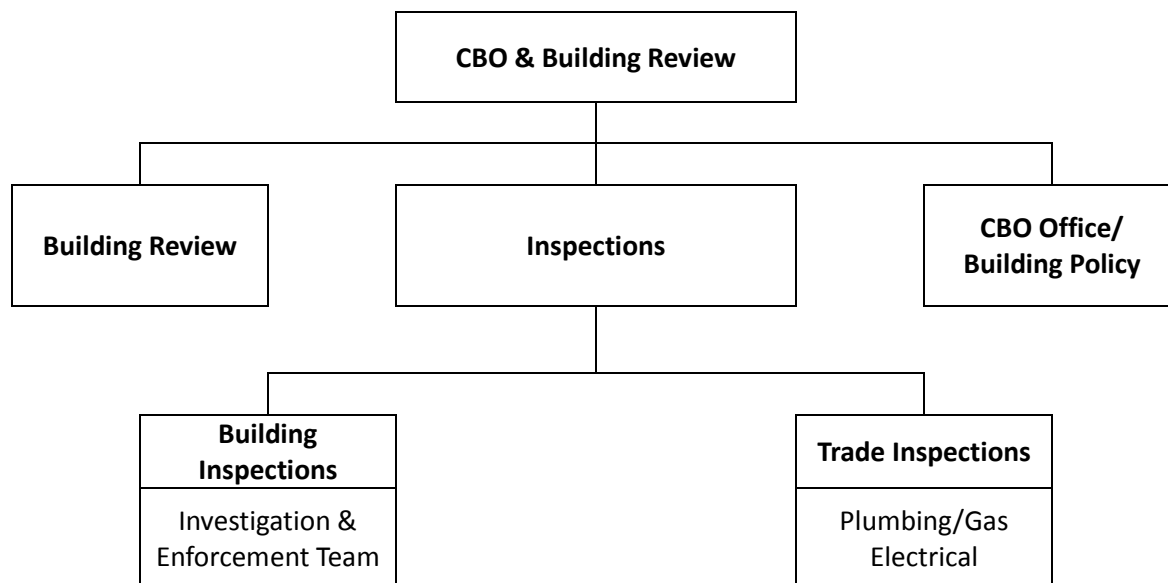 CBO & Building Review
Building Review
Inspections
CBO Office/
Building Policy
Building
Inspections
Investigation &
Enforcement Team
Trade Inspections
Plumbing/Gas
Electrical